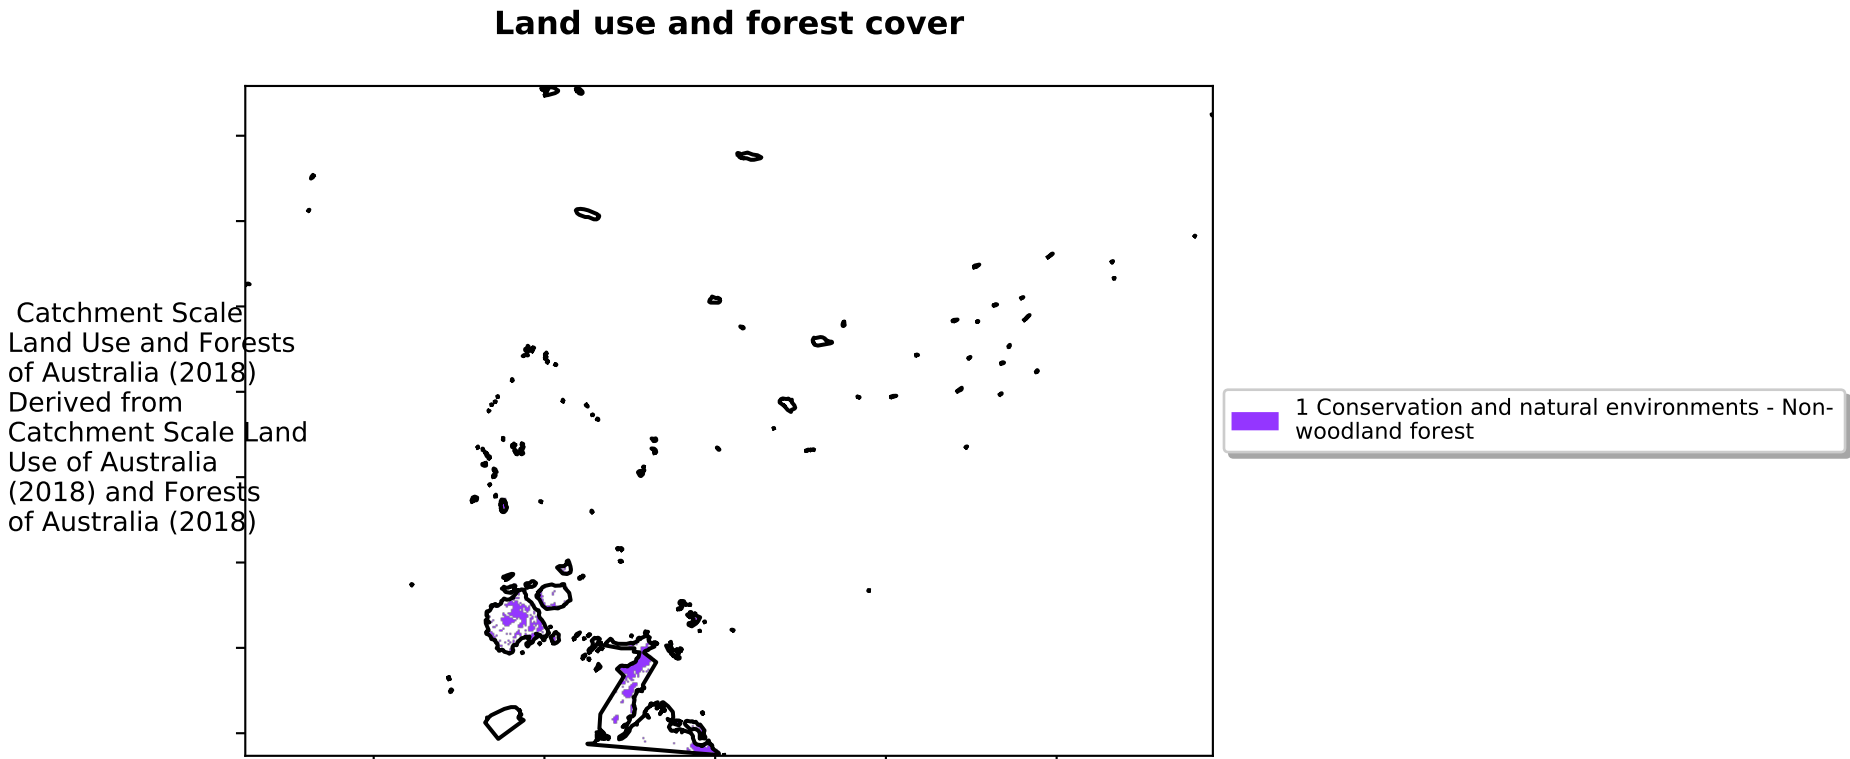 Land use and forest cover
Catchment Scale
Land Use and Forests
of Australia (2018)
Derived from
Catchment Scale Land
Use of Australia
(2018) and Forests
of Australia (2018)
1 Conservation and natural environments - Non-
woodland forest